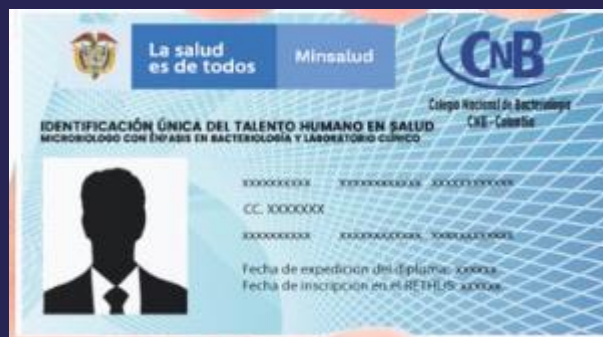 La salud
es de todos
Minsalud
CNB
Colegio Nacional de Bacteriología
CNB - Colombia
IDENTIFICACIÓN ÚNICA DEL TALENTO HUMANO EN SALUD
MICROBIOLOGO CON ÉNFASIS EN BACTERIOLOGÍA Y LABORATORIO CLÍNICO
CC. XXXXXXX
Fecha de expedición del diploma: xxxxxx
Fecha de inscripción en el RETHUS: xxxxxx